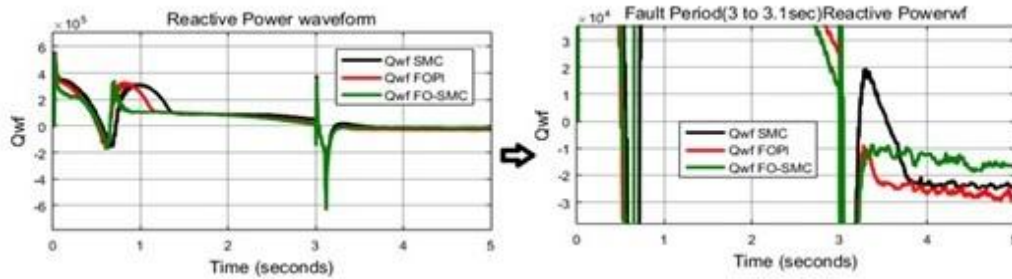 Reactive Power waveform
× 10⁵
Qwf
6
4
2
0
-2
-4
-6
Qwf SMC
Qwf FOPI
Qwf FO-SMC
0 1 2 3 4 5
Time (seconds)
Fault Period(3 to 3.1sec)Reactive Powerwf
× 10⁴
Qwf
3
2
1
0
-1
-2
-3
Qwf SMC
Qwf FOPI
Qwf FO-SMC
0 1 2 3 4 5
Time (seconds)